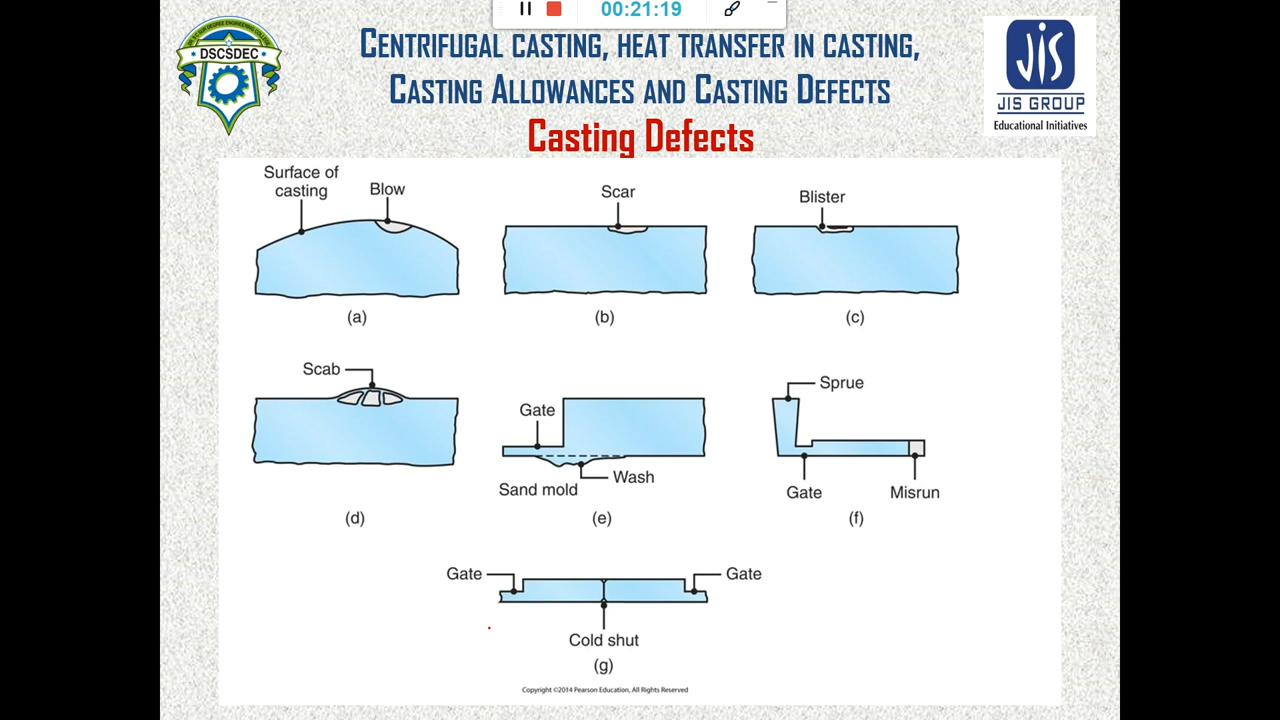 00:21:19
CENTRIFUGAL CASTING, HEAT TRANSFER IN CASTING,
CASTING ALLOWANCES AND CASTING DEFECTS
Casting Defects
DSCSDEC
JIS
JIS GROUP
Educational Initiatives
Surface of
casting
Blow
(a)
Scar
(b)
Blister
(c)
Scab
(d)
Gate
Wash
Sand mold
(e)
Sprue
Gate
Misrun
(f)
Gate
Gate
Cold shut
(g)
Copyright ©2014 Pearson Education, All Rights Reserved